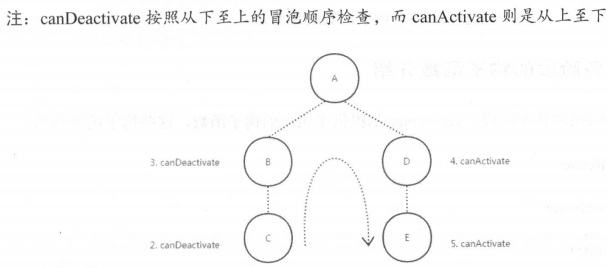 注：canDeactivate 按照从下至上的冒泡顺序检查，而 canActivate 则是从上至下
A
3. canDeactivate
B
D
4. canActivate
2. canDeactivate
C
E
5. canActivate